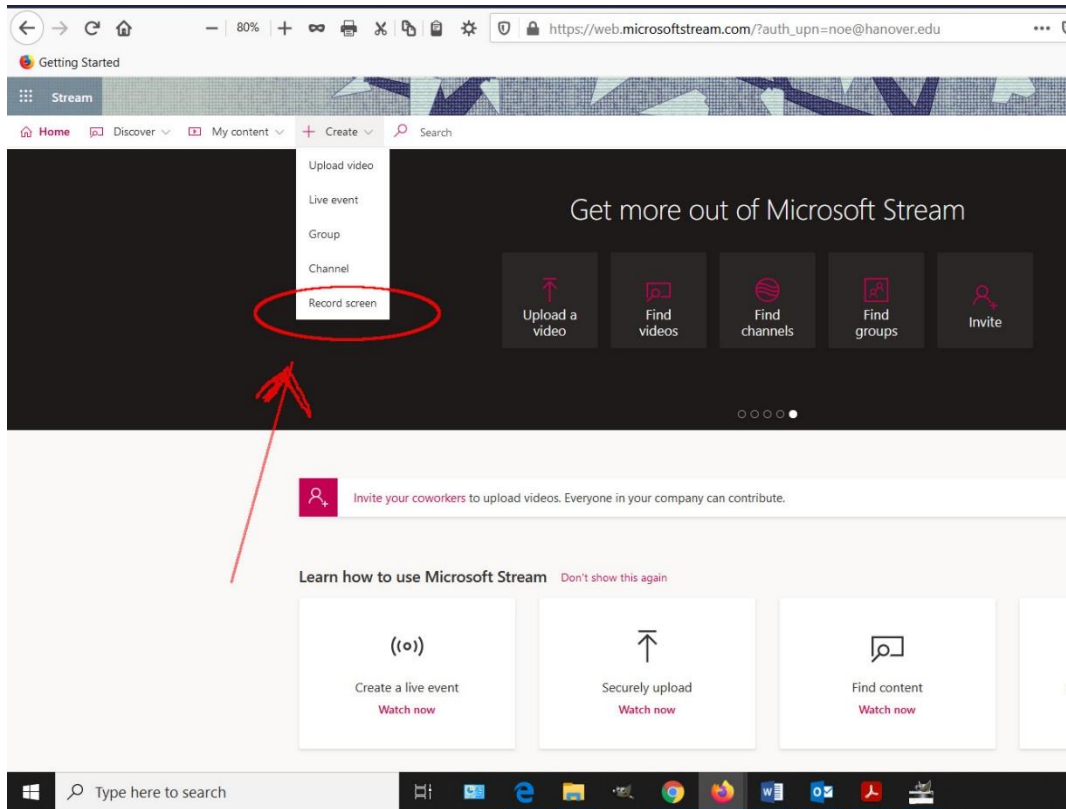 80%
https://web.microsoftstream.com/?auth_upn=noe@hanover.edu
Getting Started
Stream
Home Discover My content Create Search
Upload video
Live event
Group
Channel
Record screen
Get more out of Microsoft Stream
Upload a video
Find videos
Find channels
Find groups
Invite
Invite your coworkers to upload videos. Everyone in your company can contribute.
Learn how to use Microsoft Stream Don't show this again
Create a live event
Watch now
Securely upload
Watch now
Find content
Watch now
Type here to search